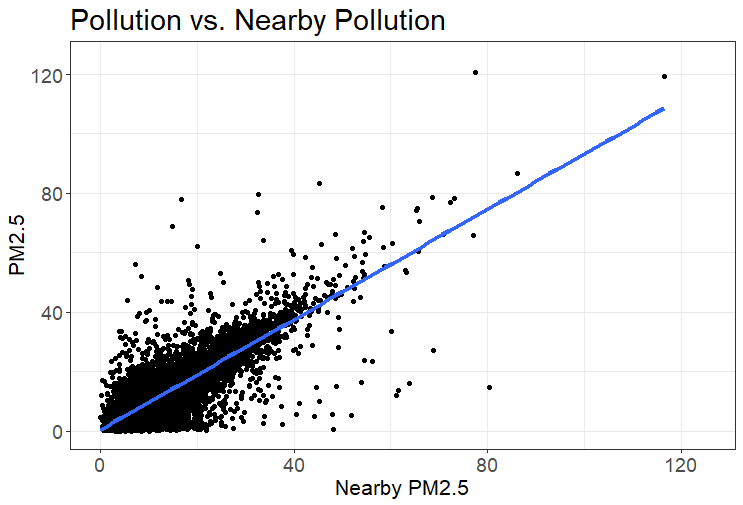 Pollution vs. Nearby Pollution
120
80
40
0
PM2.5
0 40 80 120
Nearby PM2.5